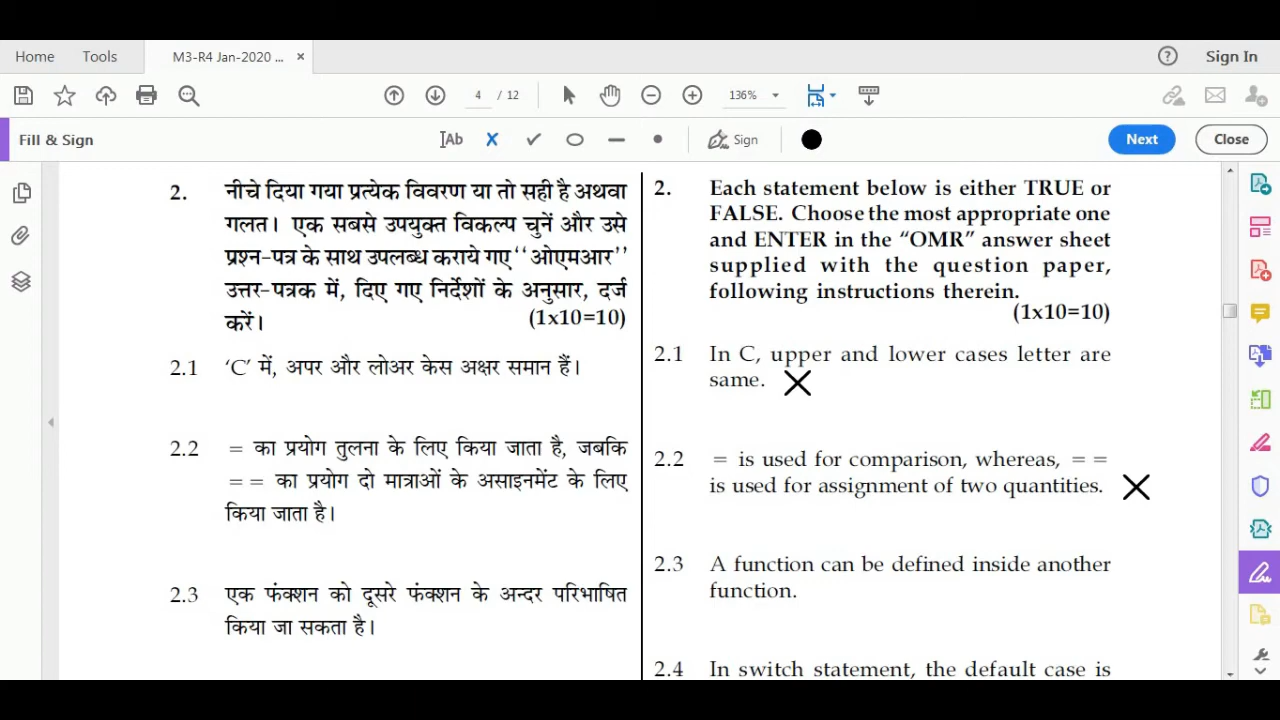 Home Tools M3-R4 Jan-2020 ... × Sign In
4 / 12 136%
Fill & Sign Ab Sign Next Close
2. नीचे दिया गया प्रत्येक विवरण या तो सही है अथवा
गलत। एक सबसे उपयुक्त विकल्प चुनें और उसे
प्रश्न-पत्र के साथ उपलब्ध कराये गए ''ओएमआर''
उत्तर-पत्रक में, दिए गए निर्देशों के अनुसार, दर्ज
करें। (1x10=10)
2.1 'C' में, अपर और लोअर केस अक्षर समान हैं।
2.2 = का प्रयोग तुलना के लिए किया जाता है, जबकि
= = का प्रयोग दो मात्राओं के असाइनमेंट के लिए
किया जाता है।
2.3 एक फंक्शन को दूसरे फंक्शन के अन्दर परिभाषित
किया जा सकता है।
2. Each statement below is either TRUE or
FALSE. Choose the most appropriate one
and ENTER in the “OMR” answer sheet
supplied with the question paper,
following instructions therein.
(1x10=10)
2.1 In C, upper and lower cases letter are
same.
2.2 = is used for comparison, whereas, = =
is used for assignment of two quantities.
2.3 A function can be defined inside another
function.
2.4 In switch statement, the default case is